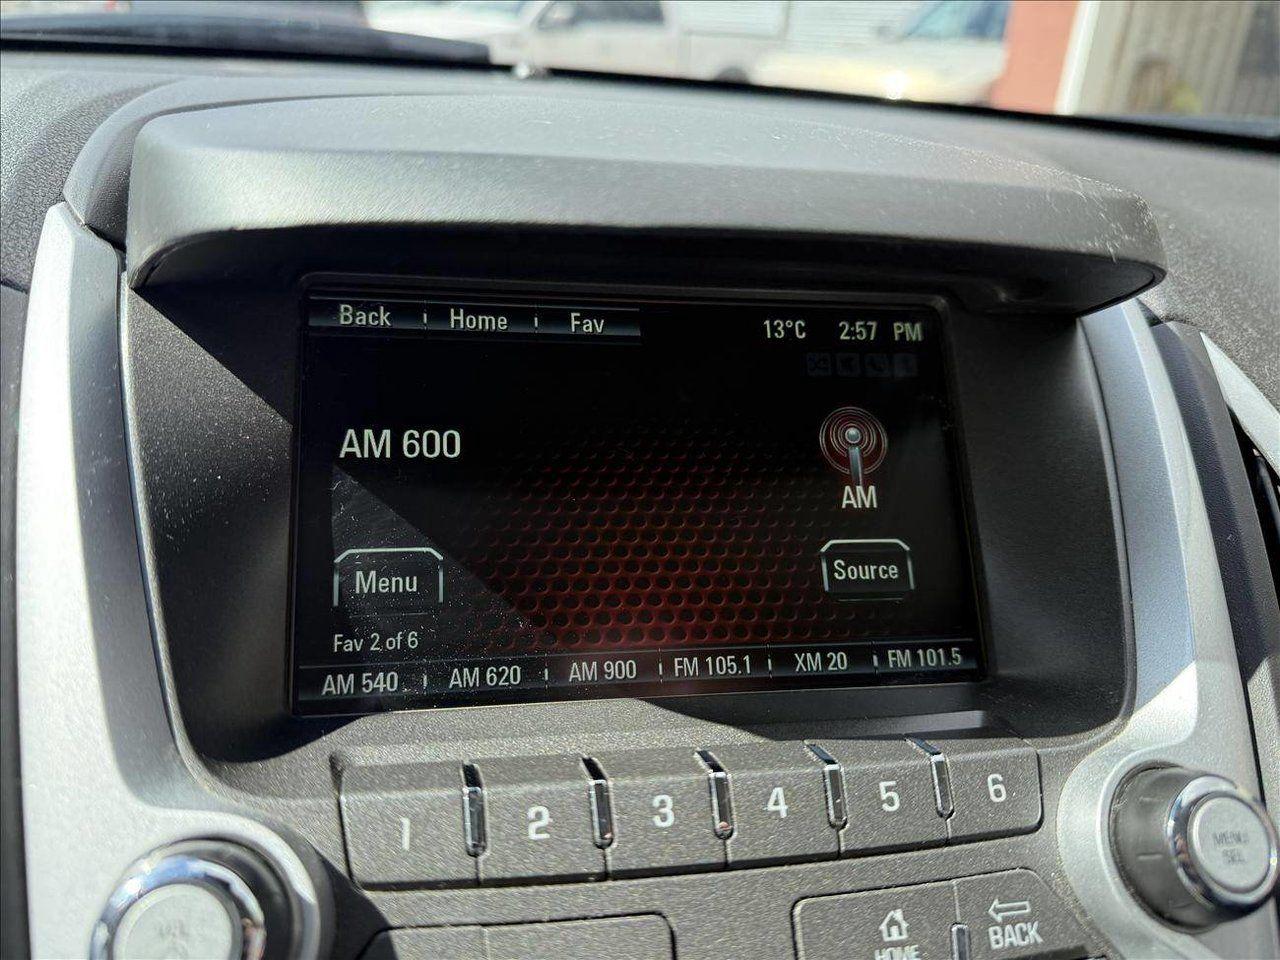 Back Home Fav 13°C 2:57 PM
AM 600
AM
Menu Source
Fav 2 of 6
AM 540 AM 620 AM 900 FM 105.1 XM 20 FM 101.5
1 2 3 4 5 6
MENU
SEL
HOME BACK